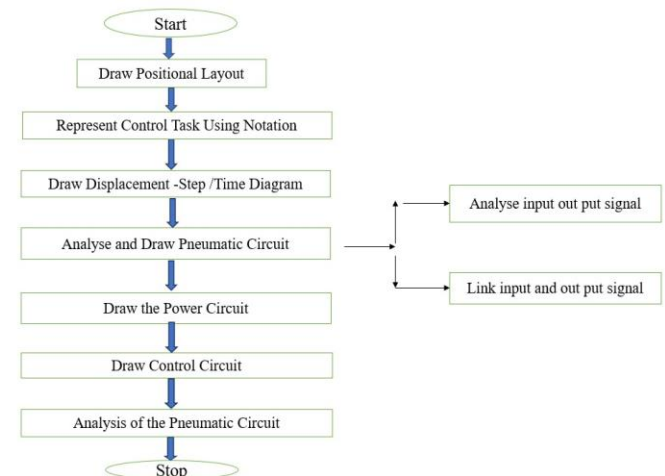 Start
Draw Positional Layout
Represent Control Task Using Notation
Draw Displacement -Step /Time Diagram
Analyse and Draw Pneumatic Circuit
Analyse input out put signal
Link input and out put signal
Draw the Power Circuit
Draw Control Circuit
Analysis of the Pneumatic Circuit
Stop